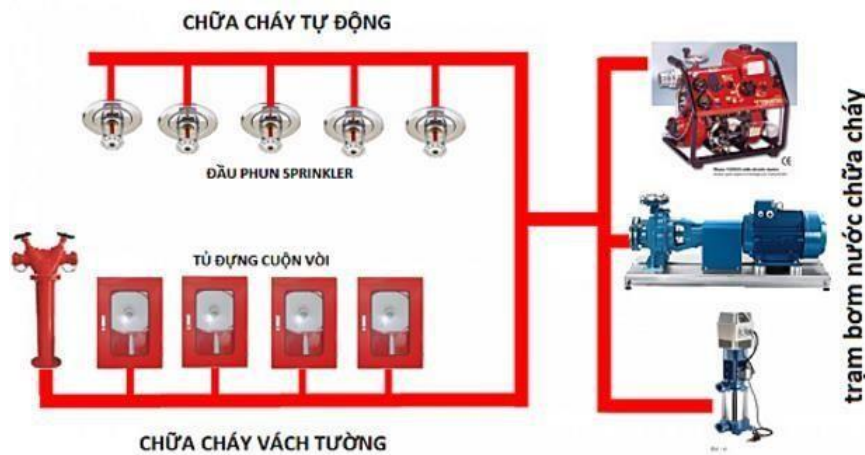 CHỮA CHÁY TỰ ĐỘNG
ĐẦU PHUN SPRINKLER
TỦ ĐỰNG CUỘN VÒI
CHỮA CHÁY VÁCH TƯỜNG
trạm bơm nước chữa cháy
CE